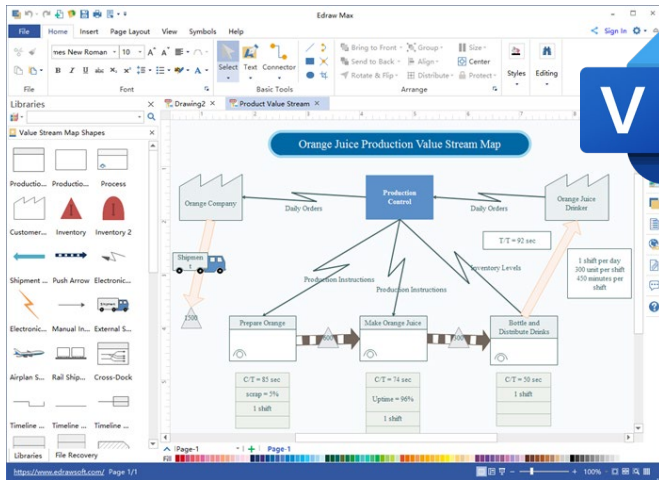 Edraw Max
File
Home
Insert
Page Layout
View
Symbols
Help
Sign In
mes New Roman
10
File
Font
Select
Text
Connector
Basic Tools
Bring to Front
Send to Back
Rotate & Flip
Group
Align
Distribute
Size
Center
Protect
Arrange
Styles
Editing
V
Libraries
Drawing2
Product Value Stream
Value Stream Map Shapes
Productio...
Productio...
Process
Customer...
Inventory
Inventory 2
Shipment ...
Push Arrow
Electronic...
Electronic...
Manual In...
External S...
Airplan S...
Rail Ship...
Cross-Dock
Timeline ...
Timeline ...
Timeline ...
Libraries
File Recovery
Orange Juice Production Value Stream Map
Orange Company
Daily Orders
Production
Control
Daily Orders
Orange Juice
Drinker
T/T = 92 sec
1 shift per day
300 unit per shift
450 minutes per
shift
Shipmen
t
1500
Production Instructions
Production Instructions
Inventory Levels
Prepare Orange
Make Orange Juice
Bottle and
Distribute Drinks
C/T = 85 sec
scrap = 5%
1 shift
C/T = 74 sec
Uptime = 96%
1 shift
C/T = 50 sec
1 shift
Page-1
Page-1
Fill
https://www.edrawsoft.com/
Page 1/1
100%